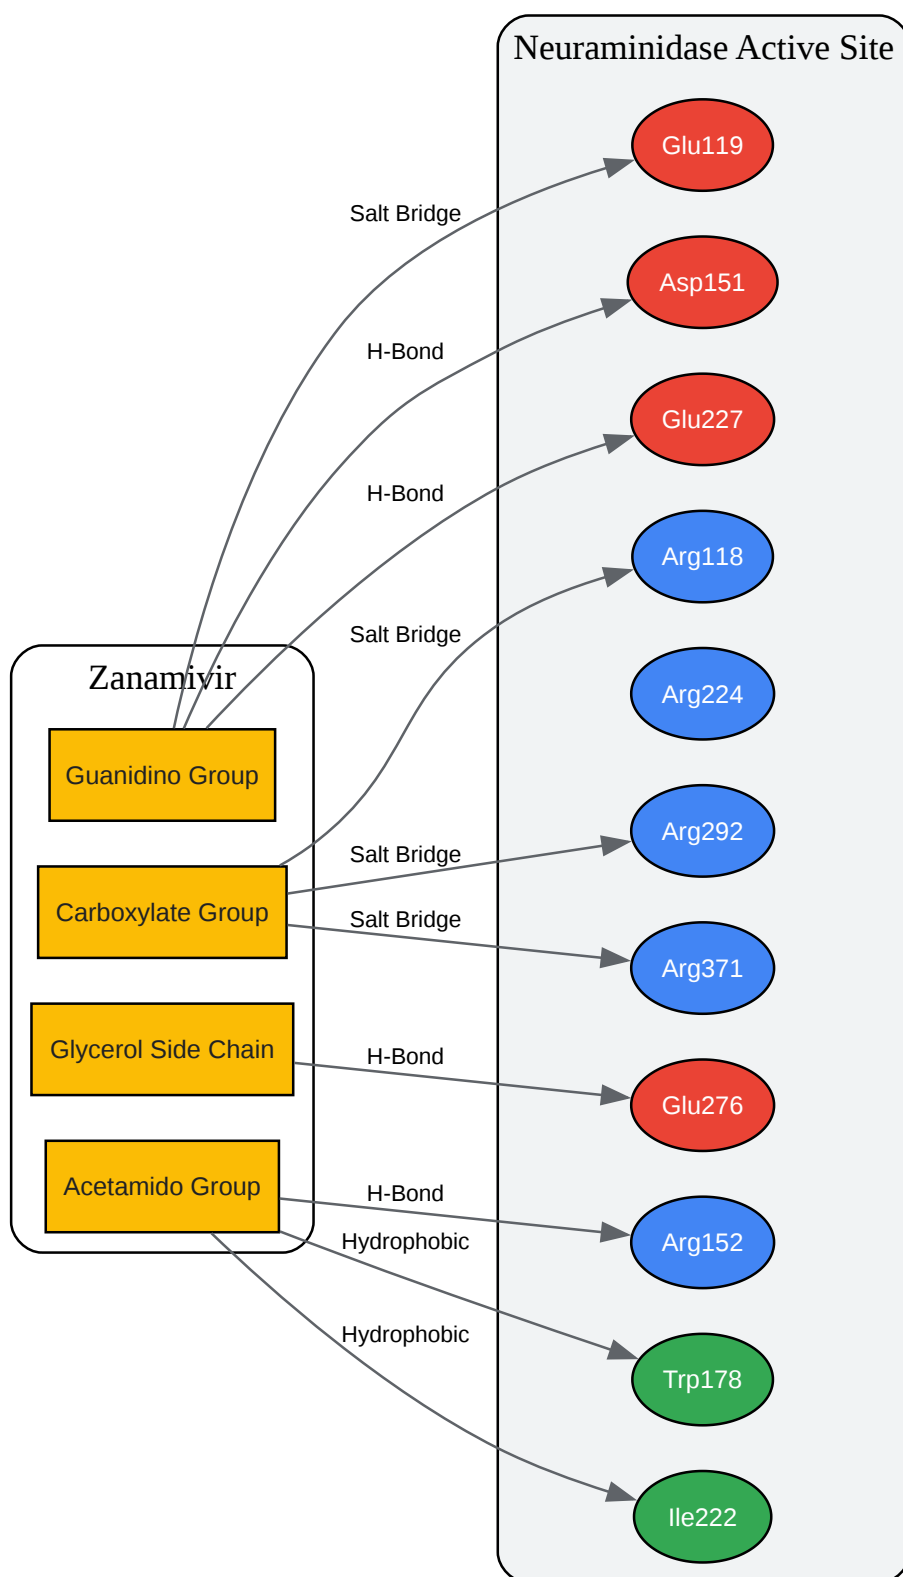 Neuraminidase Active Site
Glu119
Salt Bridge
Asp151
H-Bond
Glu227
H-Bond
Arg118
Salt Bridge
Zanamivir
Arg224
Guanidino Group
Arg292
Salt Bridge
Carboxylate Group
Salt Bridge
Arg371
Glycerol Side Chain
H-Bond
Glu276
Acetamido Group
H-Bond
Arg152
Hydrophobic
Hydrophobic
Trp178
Ile222